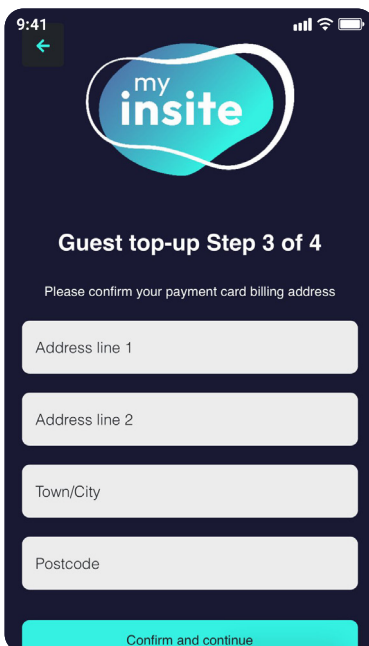 9:41
my
insite
Guest top-up Step 3 of 4
Please confirm your payment card billing address
Address line 1
Address line 2
Town/City
Postcode
Confirm and continue